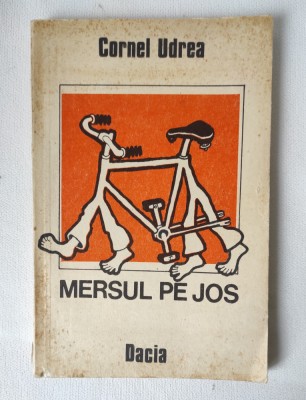 Cornel Udrea
MERSUL PE JOS
Dacia